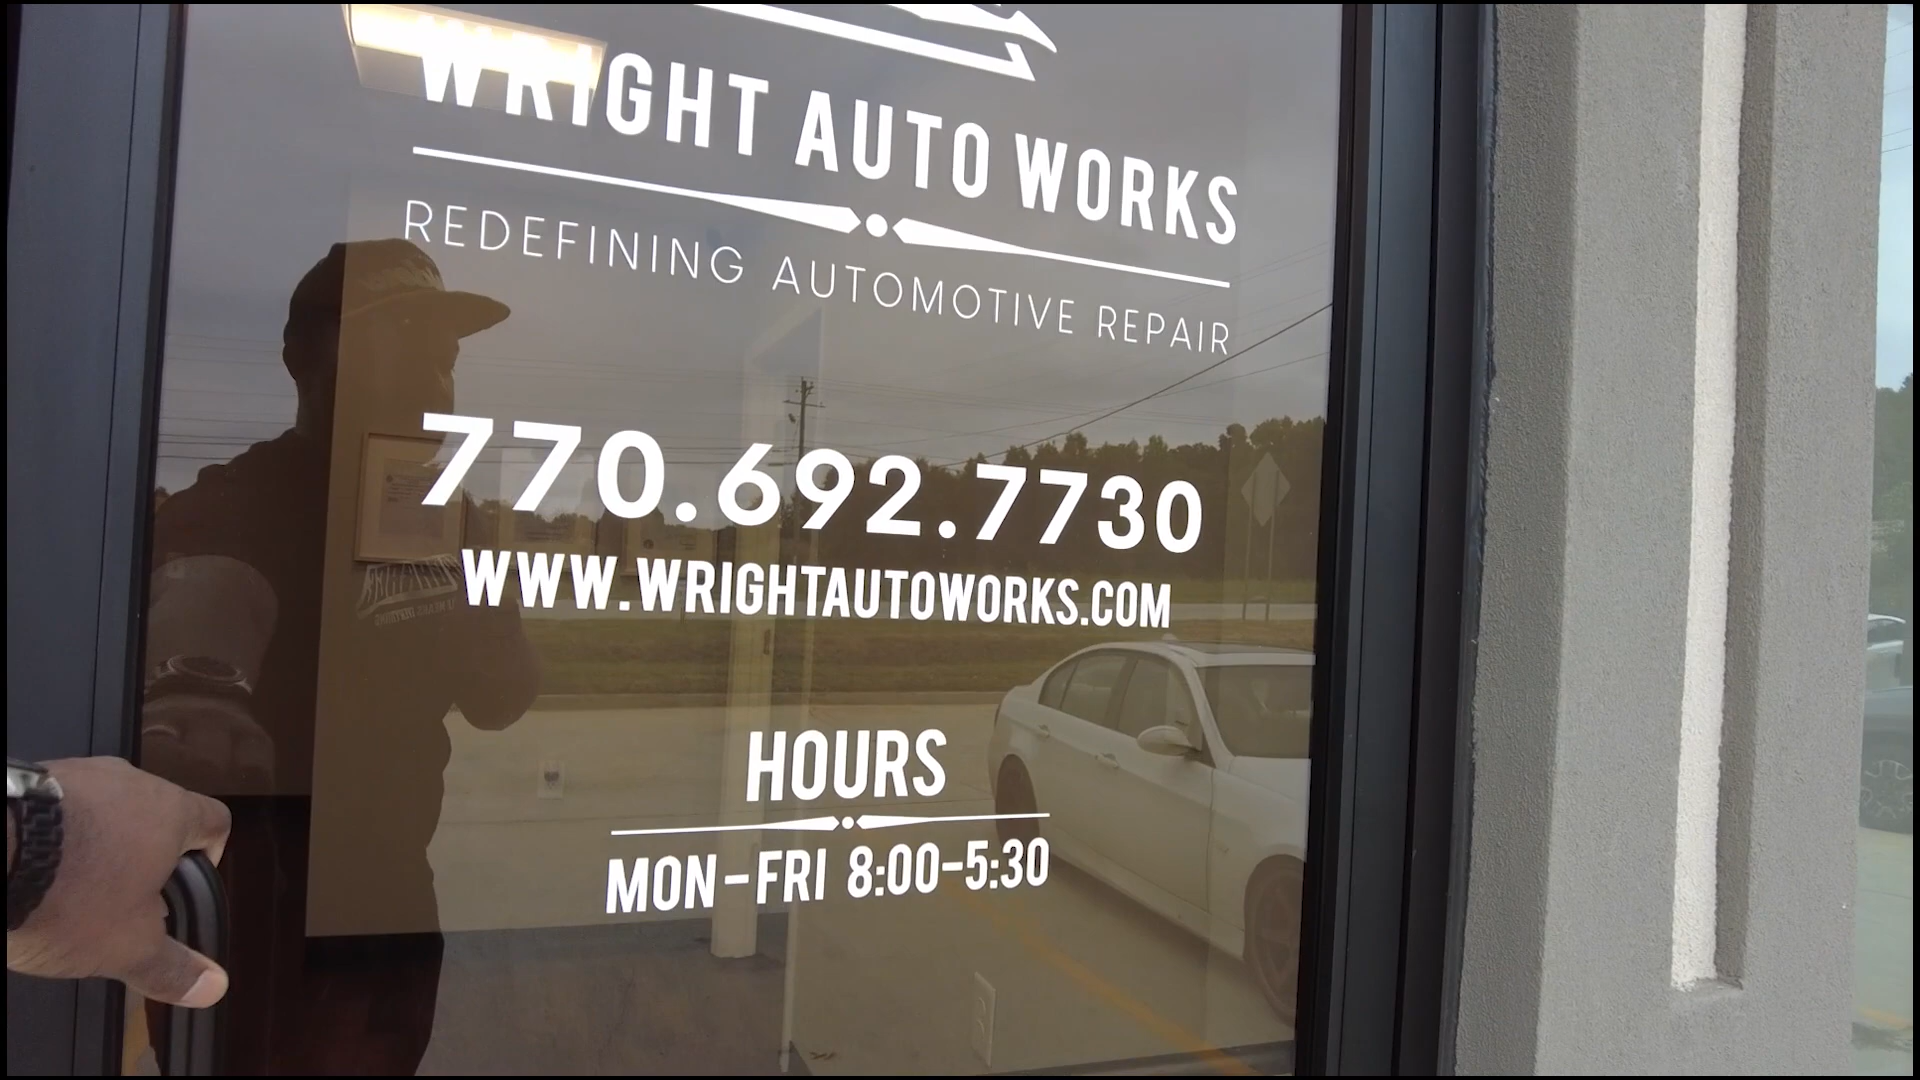 WRIGHT AUTO WORKS
REDEFINING AUTOMOTIVE REPAIR
770.692.7730
WWW.WRIGHTAUTOWORKS.COM
HOURS
MON-FRI 8:00-5:30